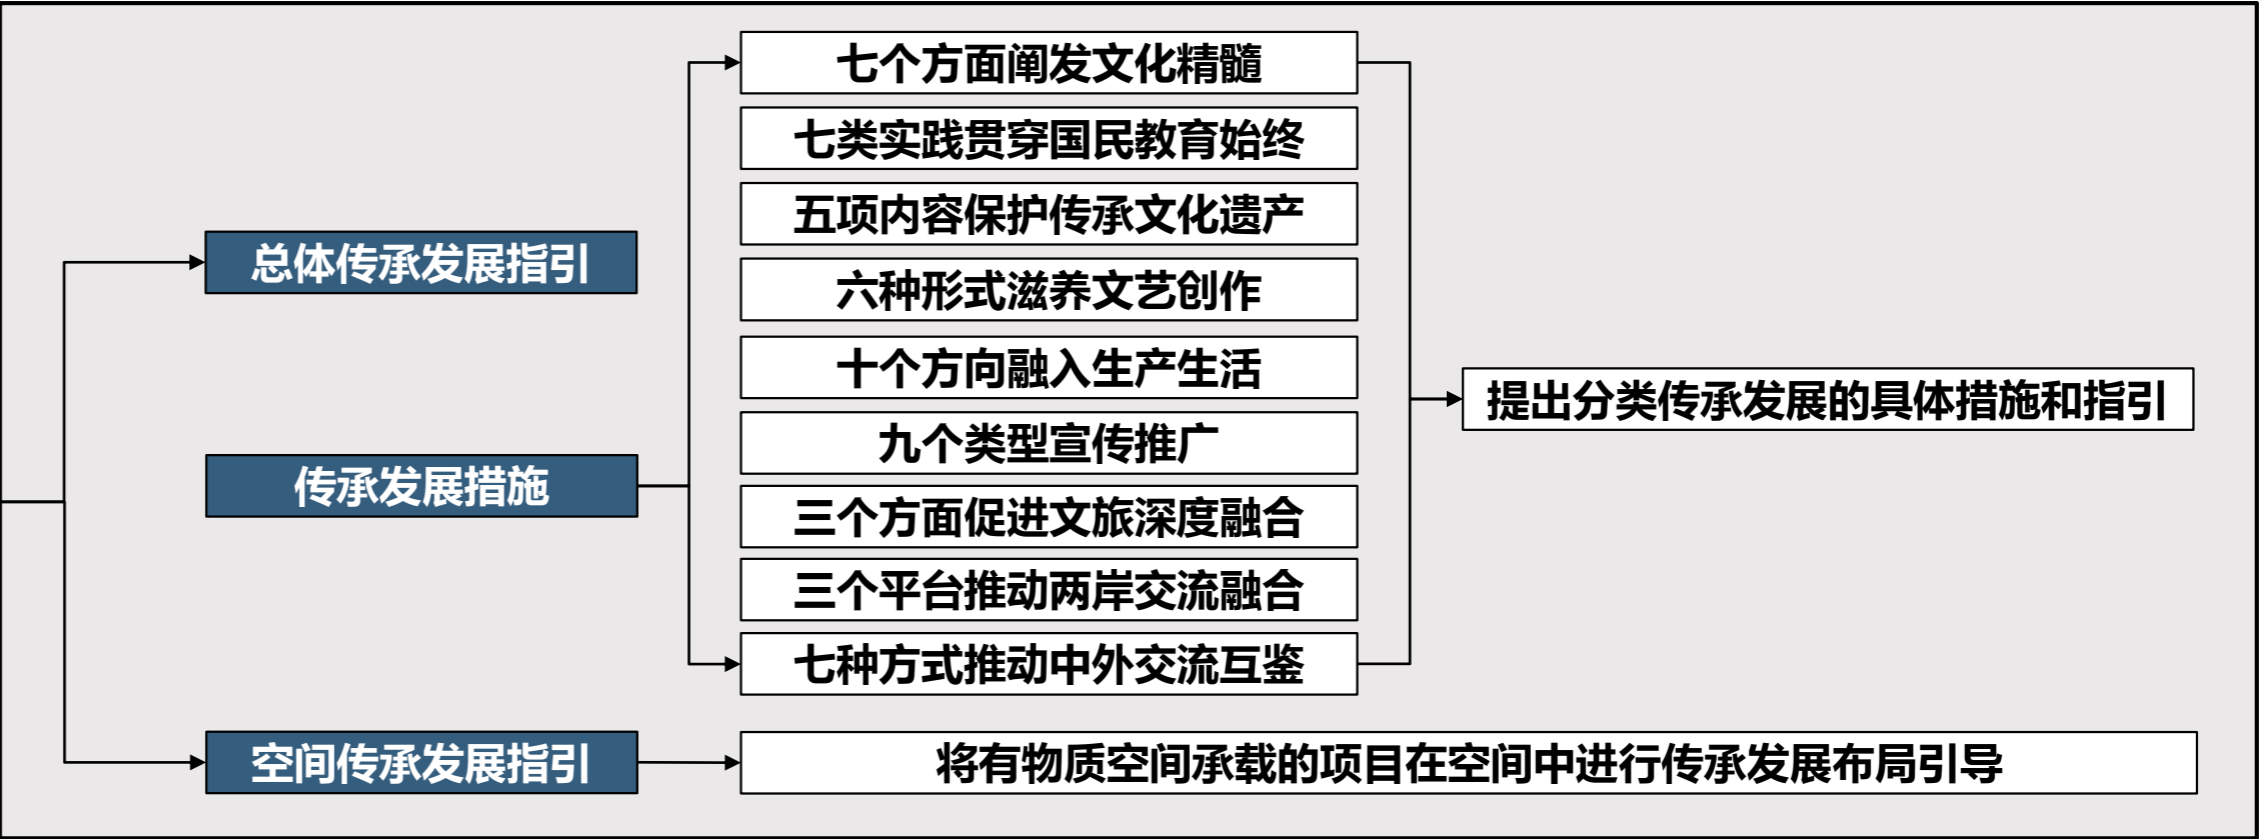 总体传承发展指引
传承发展措施
七个方面阐发文化精髓
七类实践贯穿国民教育始终
五项内容保护传承文化遗产
六种形式滋养文艺创作
十个方向融入生产生活
九个类型宣传推广
三个方面促进文旅深度融合
三个平台推动两岸交流融合
七种方式推动中外交流互鉴
提出分类传承发展的具体措施和指引
空间传承发展指引
将有物质空间承载的项目在空间中进行传承发展布局引导